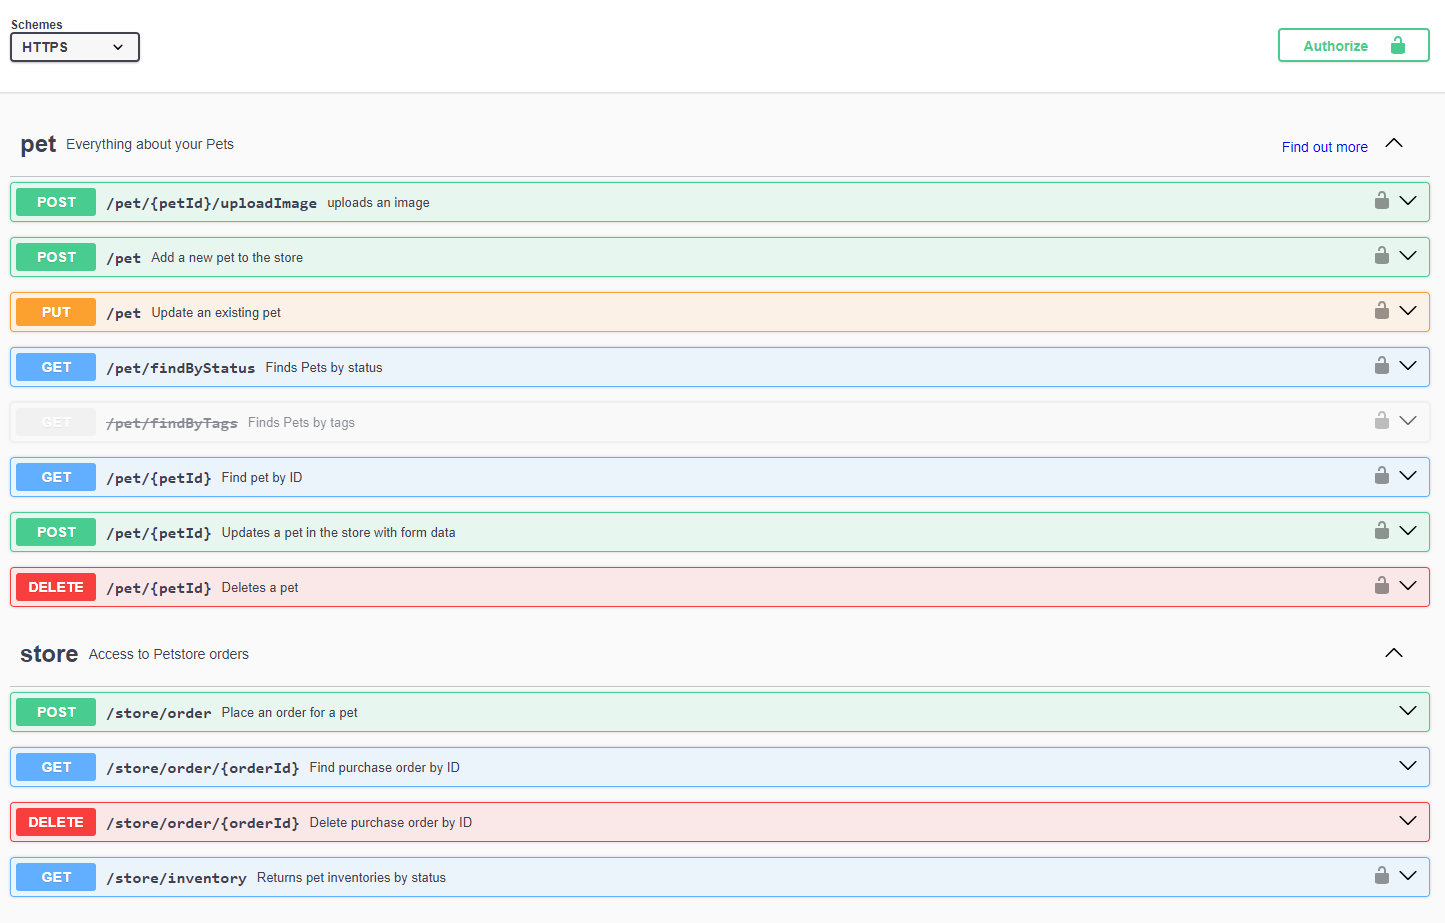 Schemes
HTTPS
Authorize
pet Everything about your Pets Find out more
POST /pet/{petId}/uploadImage uploads an image
POST /pet Add a new pet to the store
PUT /pet Update an existing pet
GET /pet/findByStatus Finds Pets by status
GET /pet/findByTags Finds Pets by tags
GET /pet/{petId} Find pet by ID
POST /pet/{petId} Updates a pet in the store with form data
DELETE /pet/{petId} Deletes a pet
store Access to Petstore orders
POST /store/order Place an order for a pet
GET /store/order/{orderId} Find purchase order by ID
DELETE /store/order/{orderId} Delete purchase order by ID
GET /store/inventory Returns pet inventories by status